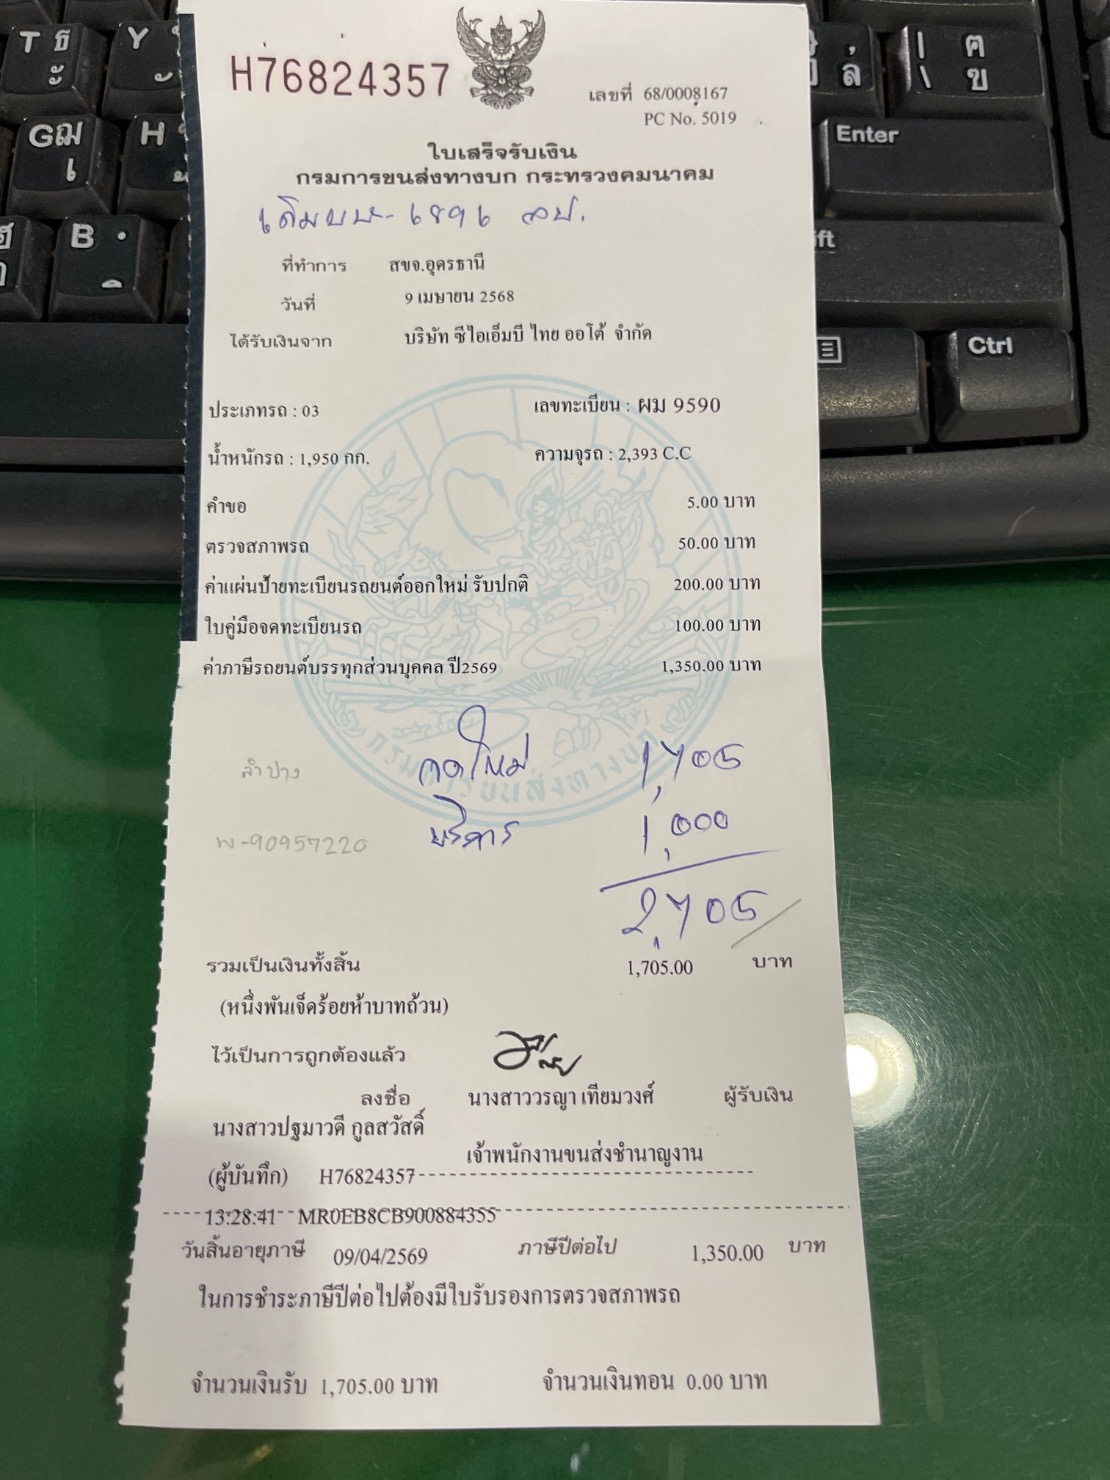 H76824357
เลขที่ 68/0008167
PC No. 5019
ใบเสร็จรับเงิน
กรมการขนส่งทางบก กระทรวงคมนาคม
ที่ทำการ สขจ.อุดรธานี
วันที่ 9 เมษายน 2568
ได้รับเงินจาก บริษัท ซีไอเอ็มบี ไทย ออโต้ จำกัด
ประเภทรถ : 03 เลขทะเบียน : ผม 9590
น้ำหนักรถ : 1,950 กก. ความจุรถ : 2,393 C.C
คำขอ 5.00 บาท
ตรวจสภาพรถ 50.00 บาท
ค่าแผ่นป้ายทะเบียนรถยนต์ออกใหม่ รับปกติ 200.00 บาท
ใบคู่มือจดทะเบียนรถ 100.00 บาท
ค่าภาษีรถยนต์บรรทุกส่วนบุคคล ปี2569 1,350.00 บาท
กรมการขนส่งทางบก
จดใหม่ 1,705
ลำปาง
บริการ 1,000
พ-90957220
2,705
รวมเป็นเงินทั้งสิ้น 1,705.00 บาท
(หนึ่งพันเจ็ดร้อยห้าบาทถ้วน)
ไว้เป็นการถูกต้องแล้ว
ลงชื่อ นางสาววรญา เทียมวงศ์ ผู้รับเงิน
นางสาวปฐมาวดี กูลสวัสดิ์
เจ้าพนักงานขนส่งชำนาญงาน
(ผู้บันทึก) H76824357
13:28:41 MR0EB8CB900884355
วันสิ้นอายุภาษี 09/04/2569 ภาษีปีต่อไป 1,350.00 บาท
ในการชำระภาษีปีต่อไปต้องมีใบรับรองการตรวจสภาพรถ
จำนวนเงินรับ 1,705.00 บาท จำนวนเงินทอน 0.00 บาท
T ธ ะ
Y
G ฌ เ
H
B
ล
ฅ ฃ
Enter
Ctrl